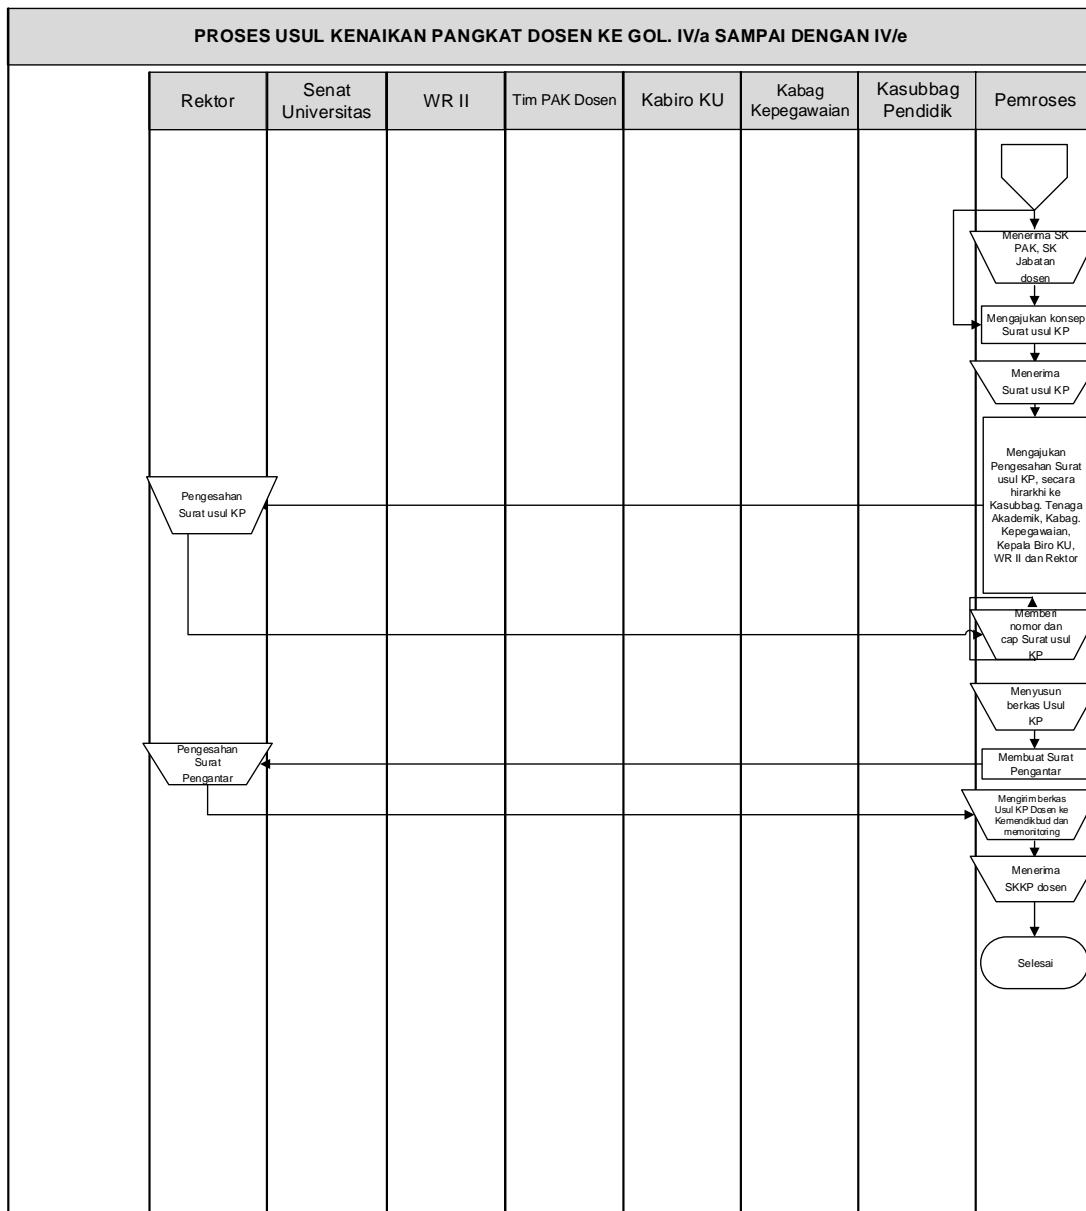 PROSES USUL KENAIKAN PANGKAT DOSEN KE GOL. IV/a SAMPAI DENGAN IV/e
Rektor
Senat
Universitas
WR II
Tim PAK Dosen
Kabiro KU
Kabag
Kepegawaian
Kasubbag
Pendidik
Pemroses
Menerima SK
PAK, SK
Jabatan
dosen
Mengajukan konsep
Surat usul KP
Menerima
Surat usul KP
Mengajukan
Pengesahan Surat
usul KP, secara
hirarkhi ke
Kasubbag. Tenaga
Akademik, Kabag.
Kepegawaian,
Kepala Biro KU,
WR II dan Rektor
Pengesahan
Surat usul KP
Memberi
nomor dan
cap Surat usul
KP
Menyusun
berkas Usul
KP
Membuat Surat
Pengantar
Pengesahan
Surat
Pengantar
Mengirim berkas
Usul KP Dosen ke
Kemendikbud dan
memonitoring
Menerima
SKKP dosen
Selesai